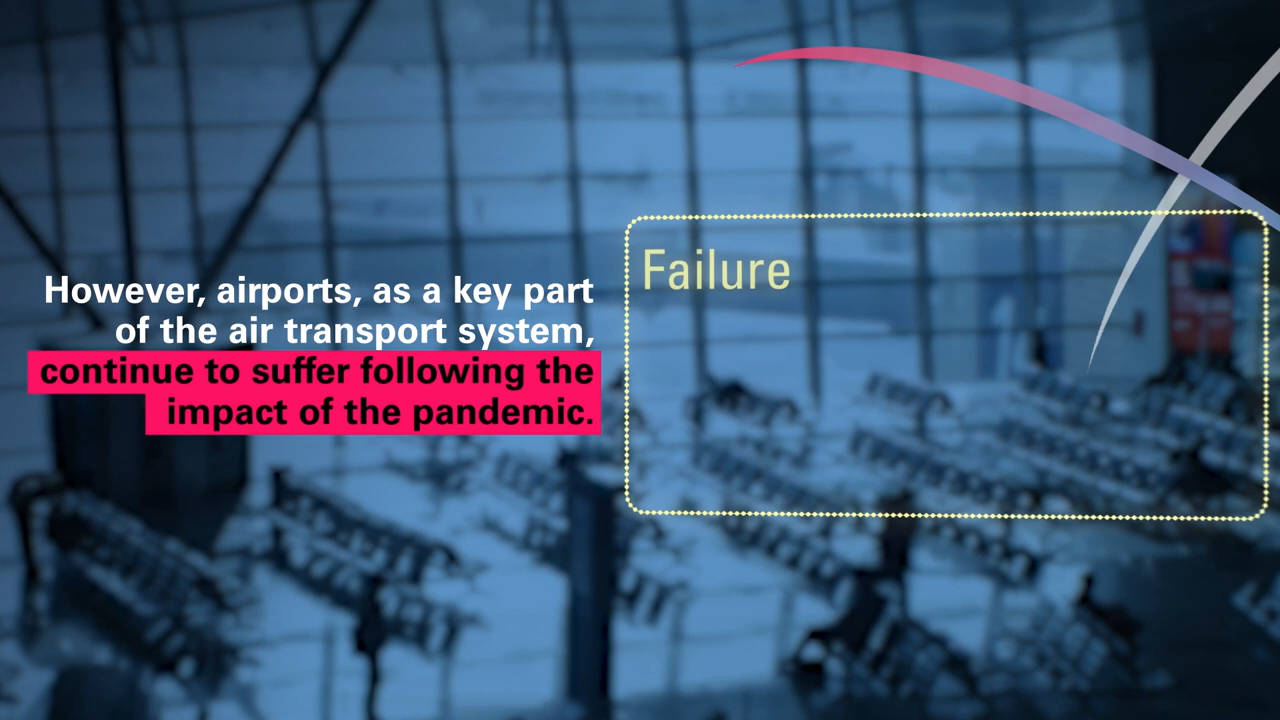 However, airports, as a key part
of the air transport system,
continue to suffer following the
impact of the pandemic.
Failure